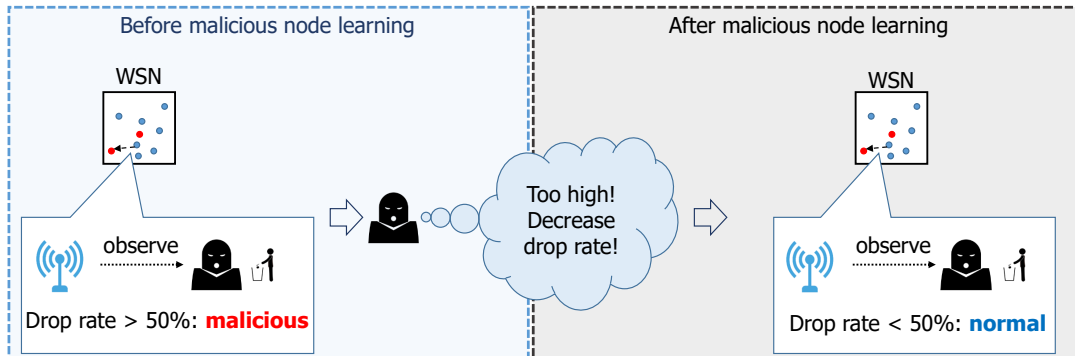 Before malicious node learning
After malicious node learning
WSN
WSN
Too high!
Decrease
drop rate!
observe
observe
Drop rate > 50%: malicious
Drop rate < 50%: normal